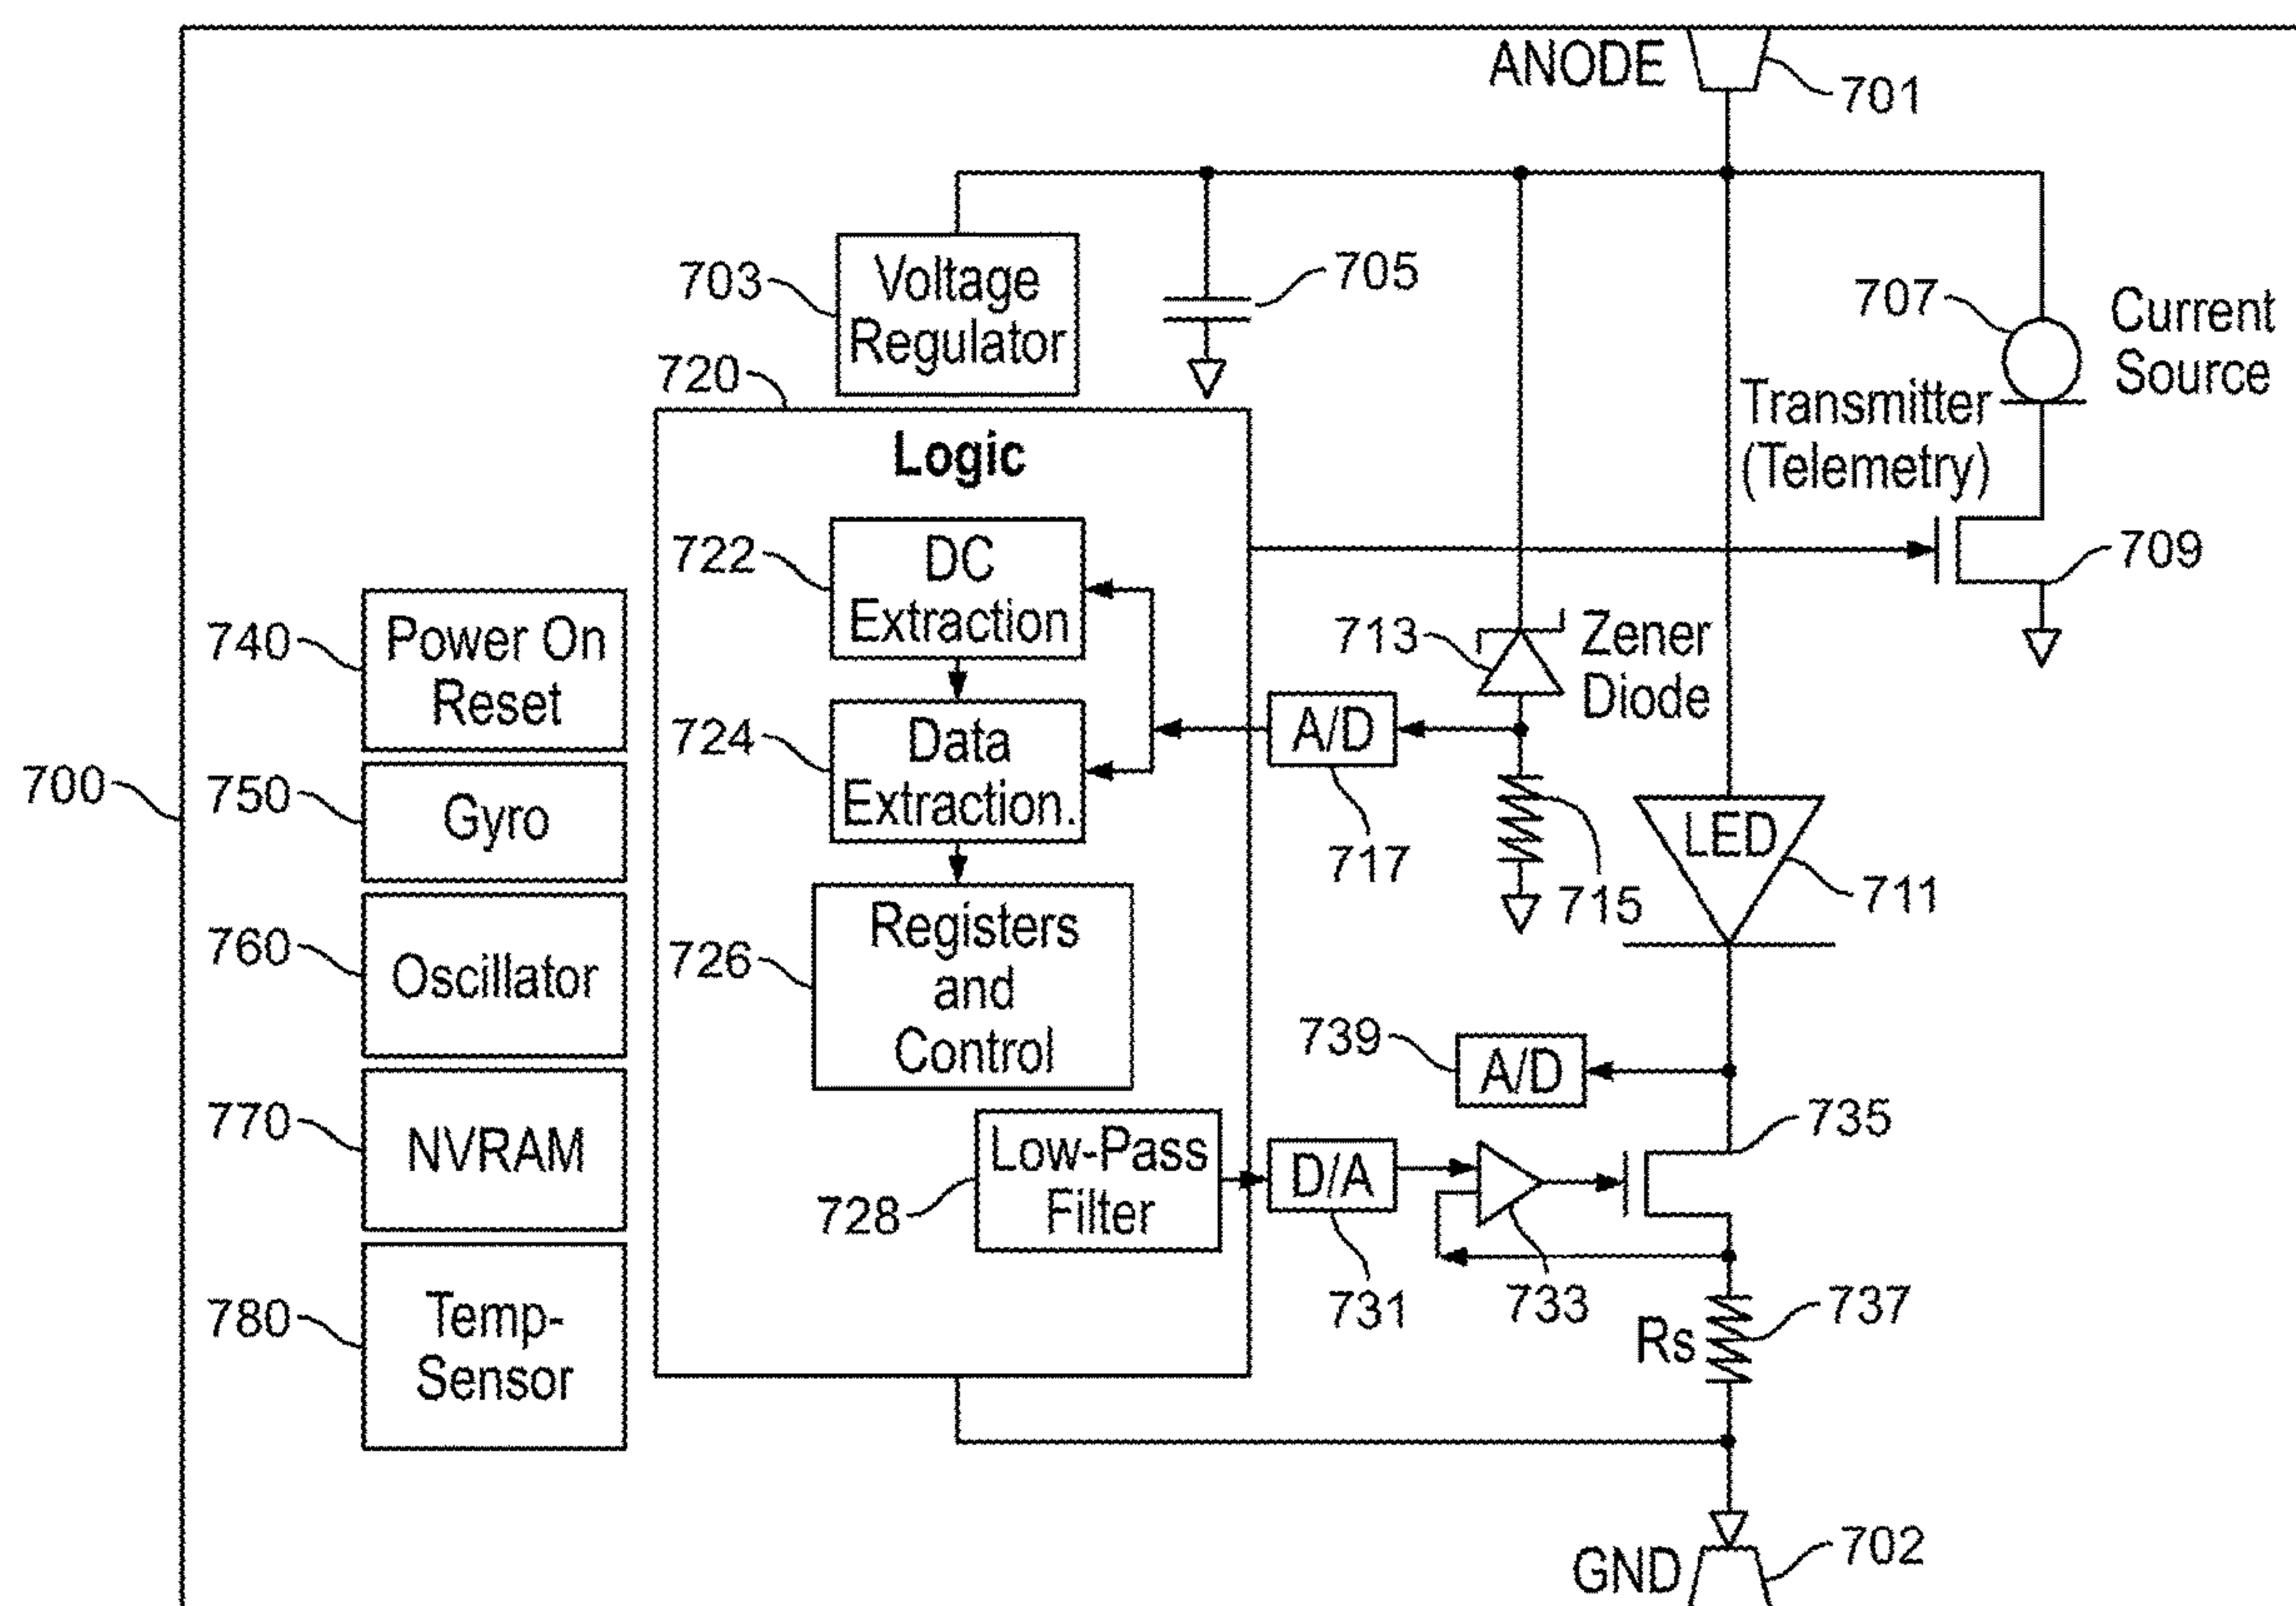 ANODE
701
703
Voltage
Regulator
705
707
Current
Source
720
Transmitter
(Telemetry)
Logic
722
DC
Extraction
709
740
Power On
Reset
713
Zener
Diode
724
Data
Extraction.
A/D
717
700
750
Gyro
LED
711
715
726
Registers
and
Control
760
Oscillator
739
A/D
735
770
NVRAM
728
Low-Pass
Filter
D/A
731
733
737
Rs
780
Temp-
Sensor
GND
702